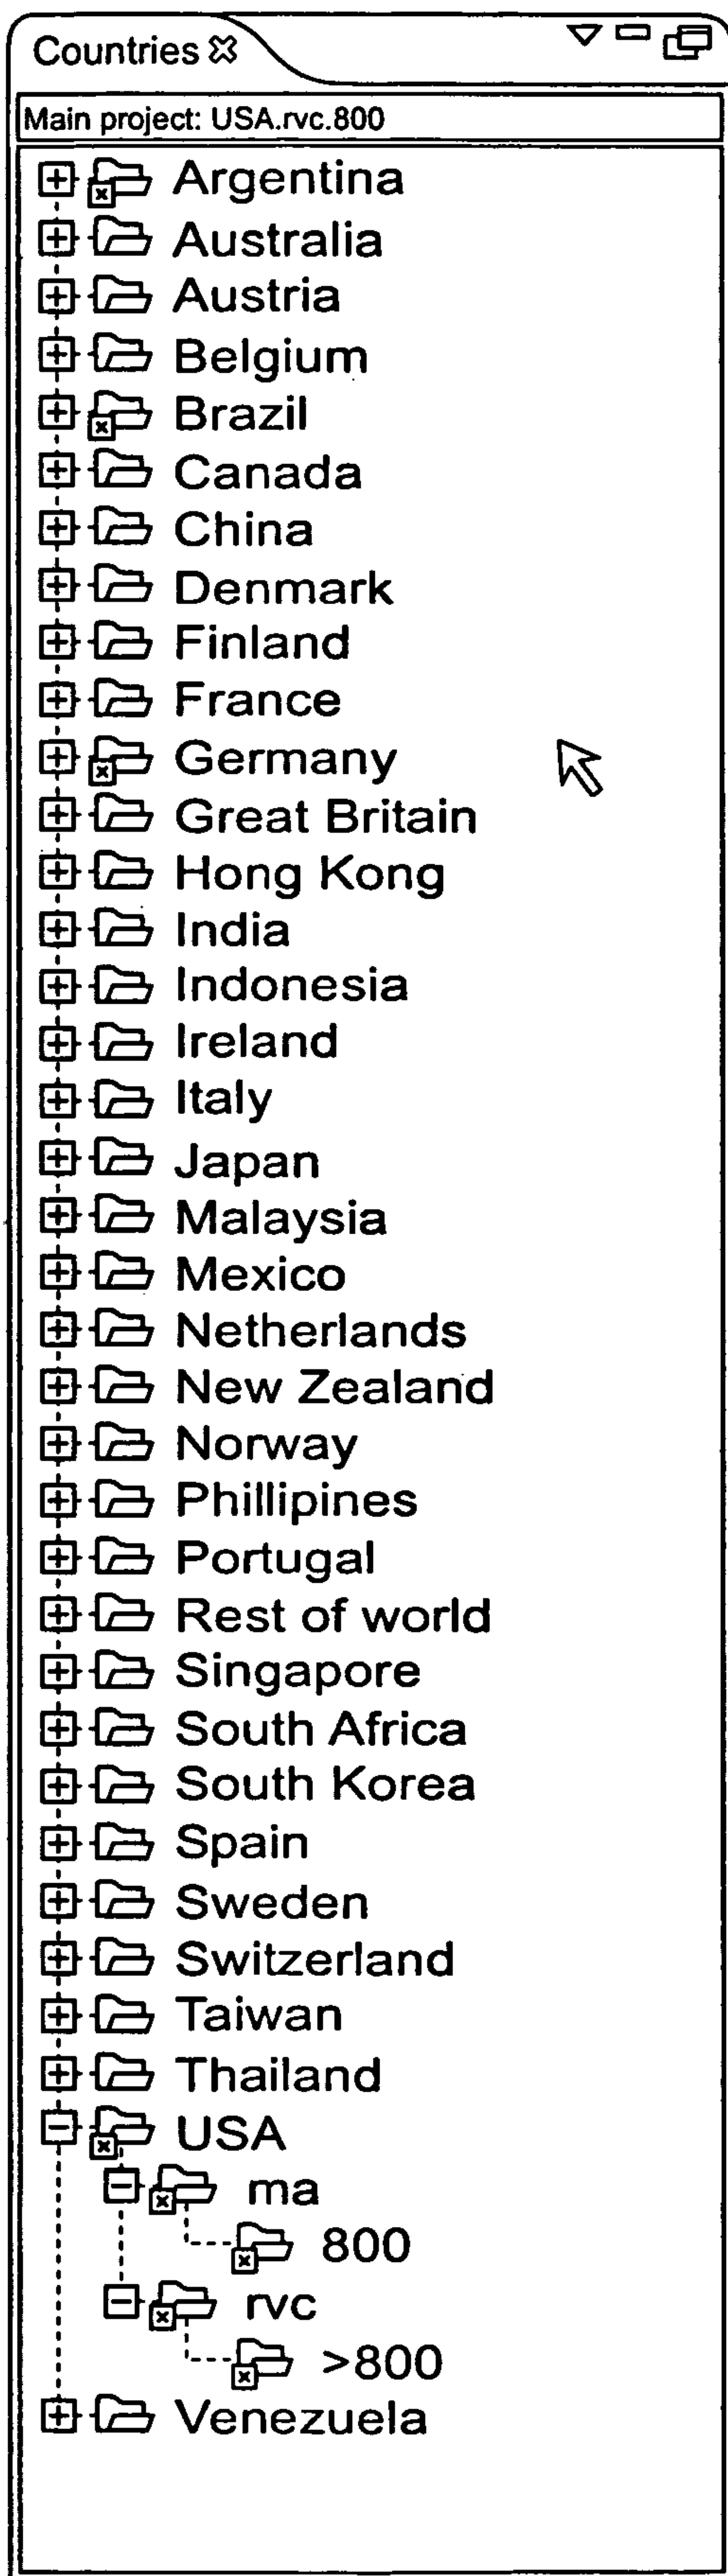 Countries
Main project: USA.rvc.800
Argentina
Australia
Austria
Belgium
Brazil
Canada
China
Denmark
Finland
France
Germany
Great Britain
Hong Kong
India
Indonesia
Ireland
Italy
Japan
Malaysia
Mexico
Netherlands
New Zealand
Norway
Phillipines
Portugal
Rest of world
Singapore
South Africa
South Korea
Spain
Sweden
Switzerland
Taiwan
Thailand
USA
ma
800
rvc
>800
Venezuela